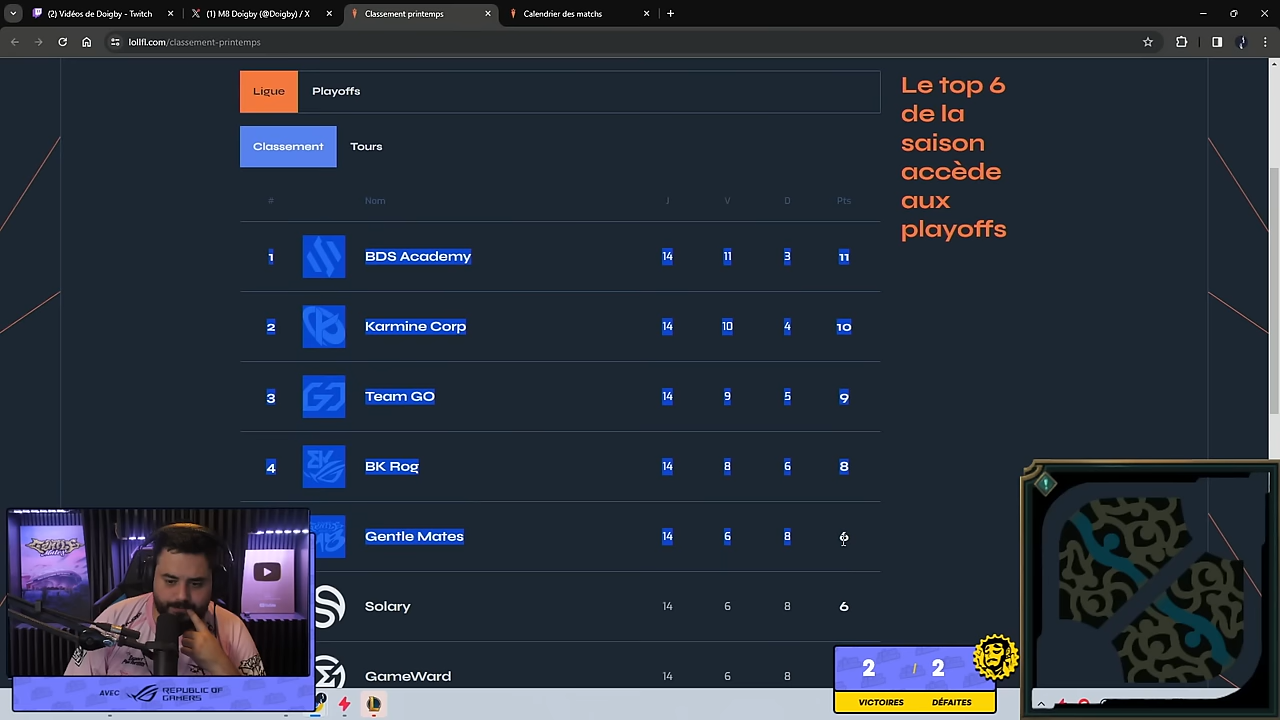 (2) Vidéos de Doigby - Twitch
(1) M8 Doigby (@Doigby) / X
Classement printemps
Calendrier des matchs
lollfl.com/classement-printemps
Ligue
Playoffs
Classement
Tours
# Nom J V D Pts
1 BDS Academy 14 11 3 11
2 Karmine Corp 14 10 4 10
3 Team GO 14 9 5 9
4 BK Rog 14 8 6 8
Gentle Mates 14 6 8 6
Solary 14 6 8 6
GameWard 14 6 8
Le top 6
de la
saison
accède
aux
playoffs
AVEC
REPUBLIC OF
GAMERS
2 / 2
VICTOIRES DÉFAITES